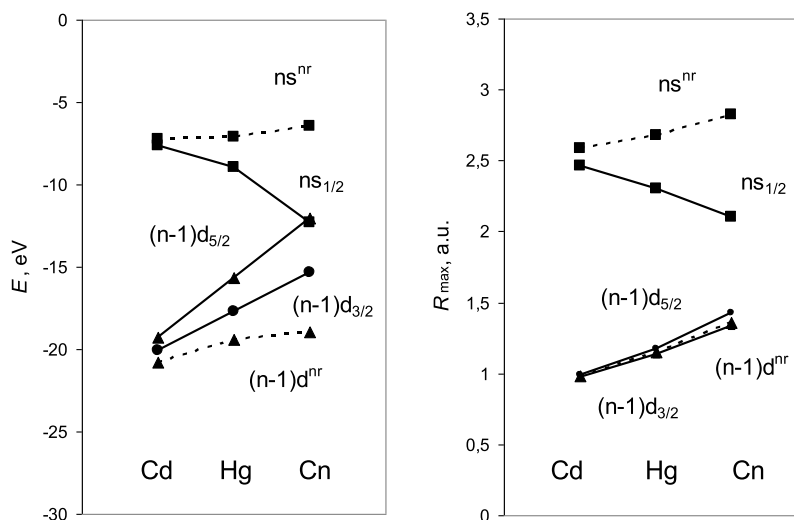 0
-5
-10
-15
-20
-25
-30
E, eV
ns^nr
ns_1/2
(n-1)d_5/2
(n-1)d_3/2
(n-1)d^nr
Cd Hg Cn
3,5
3
2,5
2
1,5
1
0,5
0
R_max, a.u.
ns^nr
ns_1/2
(n-1)d_5/2
(n-1)d^nr
(n-1)d_3/2
Cd Hg Cn